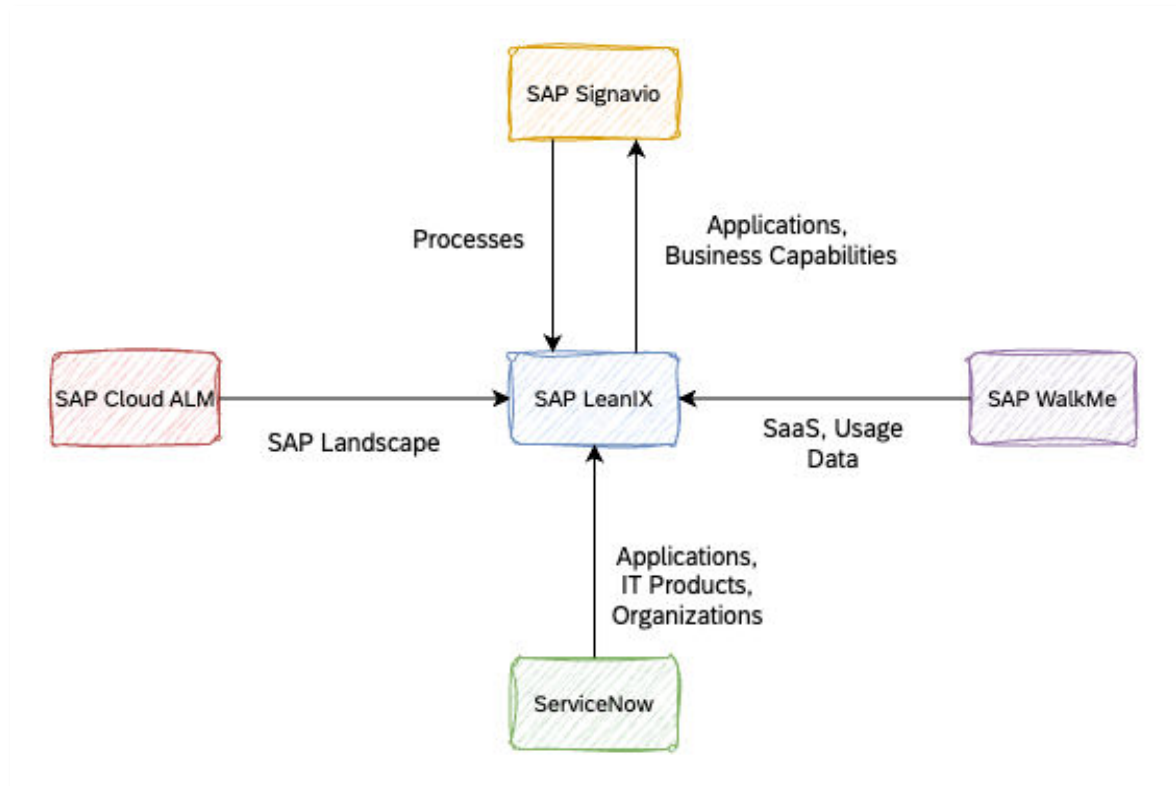 SAP Signavio
Processes
Applications,
Business Capabilities
SAP Cloud ALM
SAP Landscape
SAP LeanIX
SaaS, Usage
Data
SAP WalkMe
Applications,
IT Products,
Organizations
ServiceNow